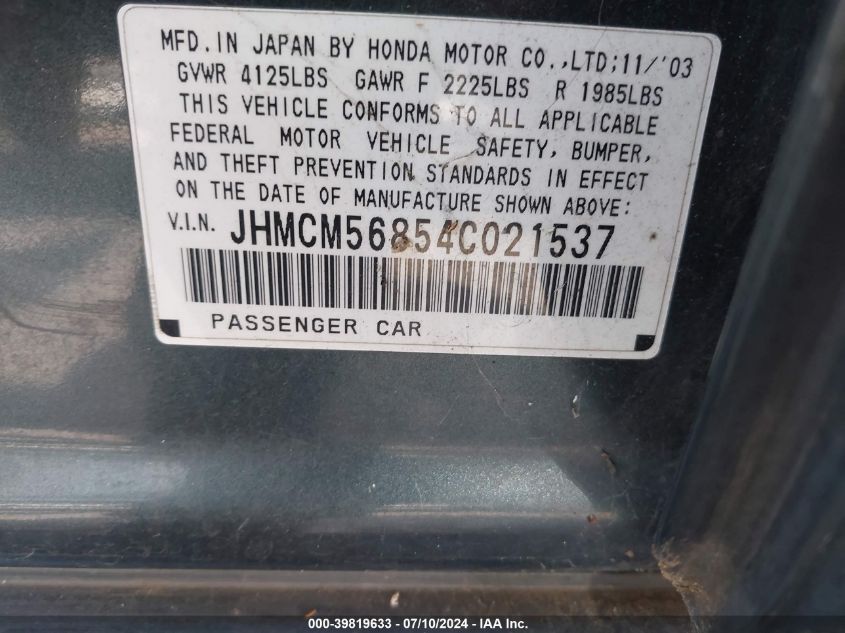 MFD. IN JAPAN BY HONDA MOTOR CO., LTD; 11/'03
GVWR 4125LBS GAWR F 2225LBS R 1985LBS
THIS VEHICLE CONFORMS TO ALL APPLICABLE
FEDERAL MOTOR VEHICLE SAFETY, BUMPER,
AND THEFT PREVENTION STANDARDS IN EFFECT
ON THE DATE OF MANUFACTURE SHOWN ABOVE:
V.I.N. JHMCM56854C021537
PASSENGER CAR
000-39819633 - 07/10/2024 - IAA, Inc.